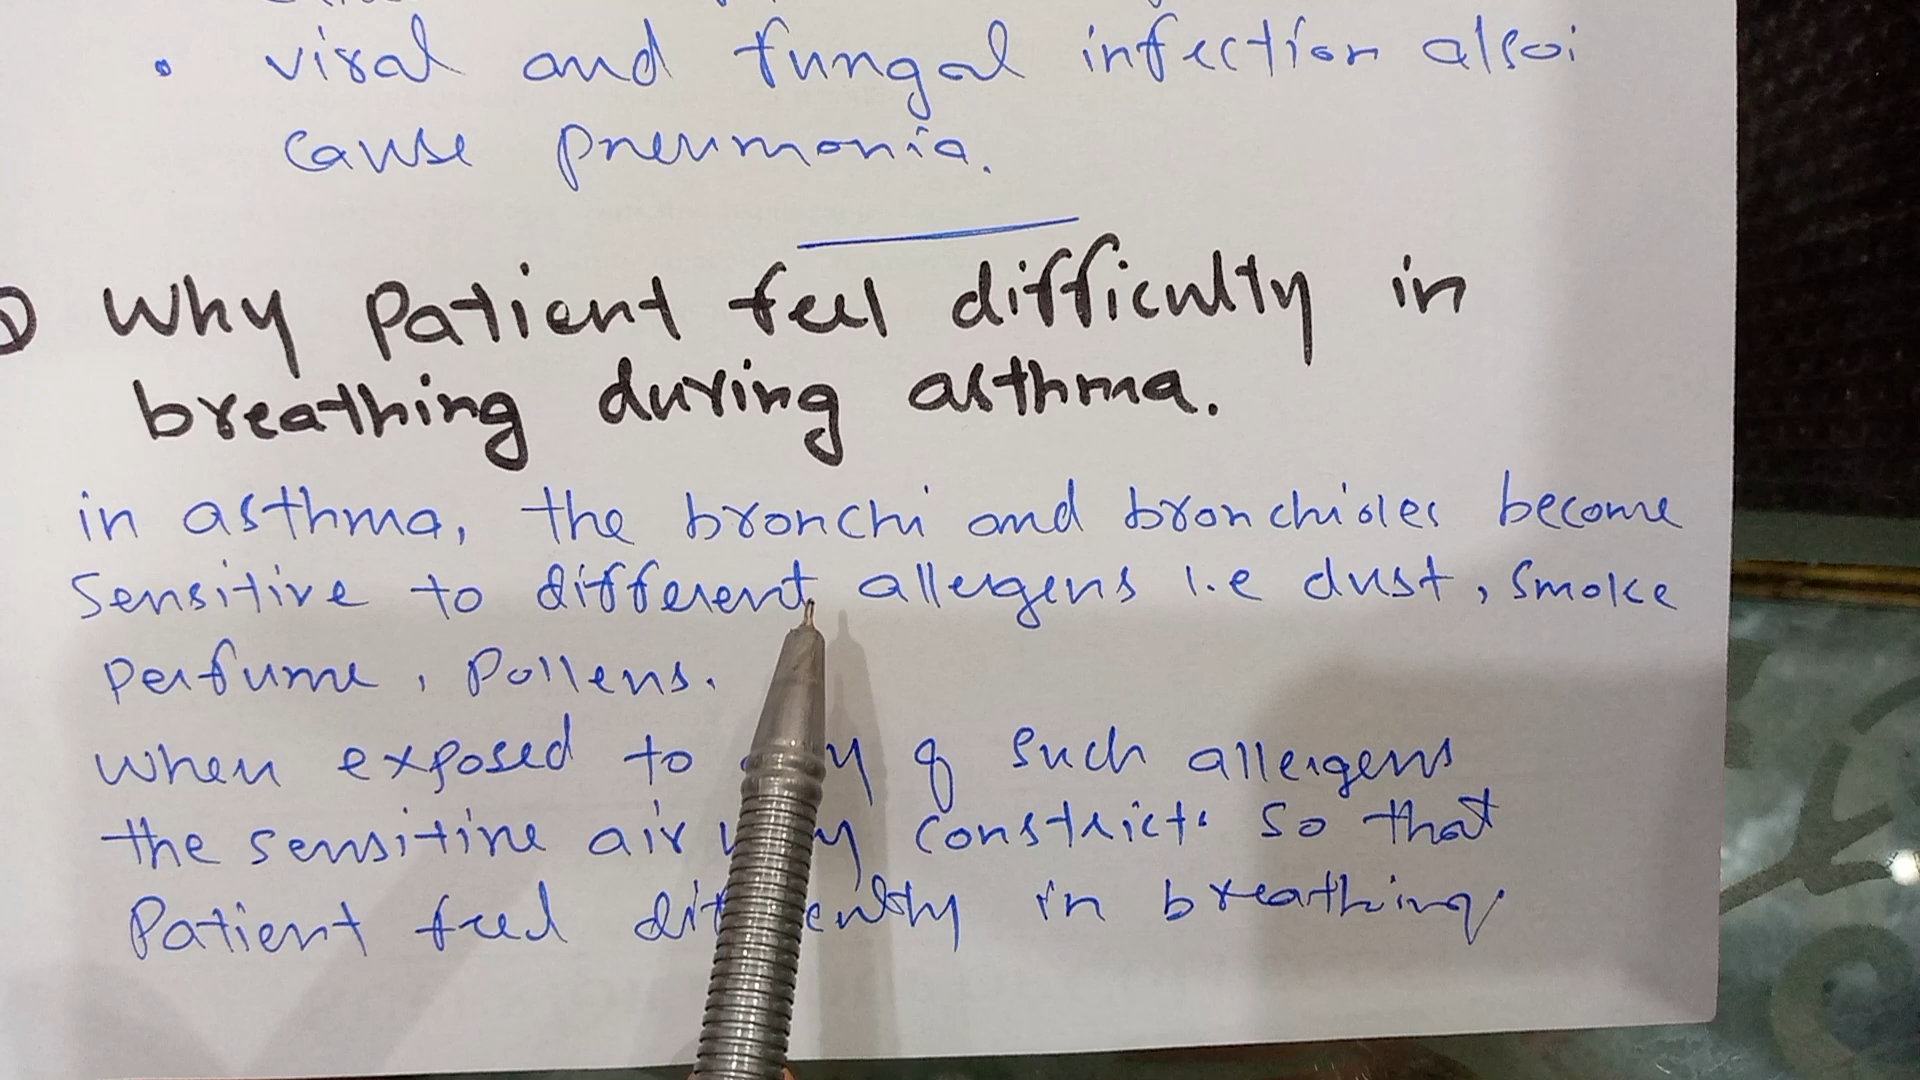 • viral and fungal infection also
cause pneumonia.
Why Patient feel difficulty in
breathing during asthma.
in asthma, the bronchi and bronchioles become
Sensitive to different allergens i.e dust, smoke
perfume, Pollens.
when exposed to of such allergens
the sensitive air constricts so that
Patient feel in breathing.